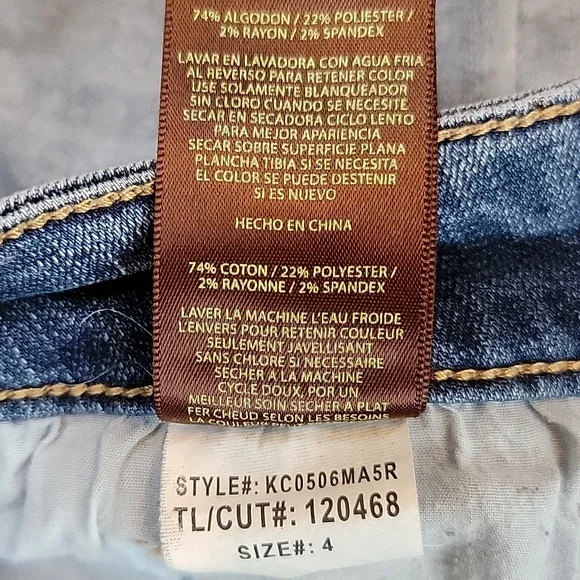 74% ALGODON / 22% POLIESTER /
2% RAYON / 2% SPANDEX
LAVAR EN LAVADORA CON AGUA FRIA
AL REVERSO PARA RETENER COLOR
USE SOLAMENTE BLANQUEADOR
SIN CLORO CUANDO SE NECESITE
SECAR EN SECADORA CICLO LENTO
PARA MEJOR APARIENCIA
SECAR SOBRE SUPERFICIE PLANA
PLANCHA TIBIA SI SE NECESITA
EL COLOR SE PUEDE DESTENIR
SI ES NUEVO
HECHO EN CHINA
74% COTON / 22% POLYESTER /
2% RAYONNE / 2% SPANDEX
LAVER LA MACHINE L'EAU FROIDE
L'ENVERS POUR RETENIR COULEUR
SEULEMENT JAVELLISANT
SANS CHLORE SI NECESSAIRE
SECHER A LA MACHINE
CYCLE DOUX, POR UN
MEILLEUR SOIN SECHER A PLAT
FER CHEUD SELON LES BESOINS
LA COULEUR
STYLE#: KC0506MA5R
TL/CUT#: 120468
SIZE#: 4